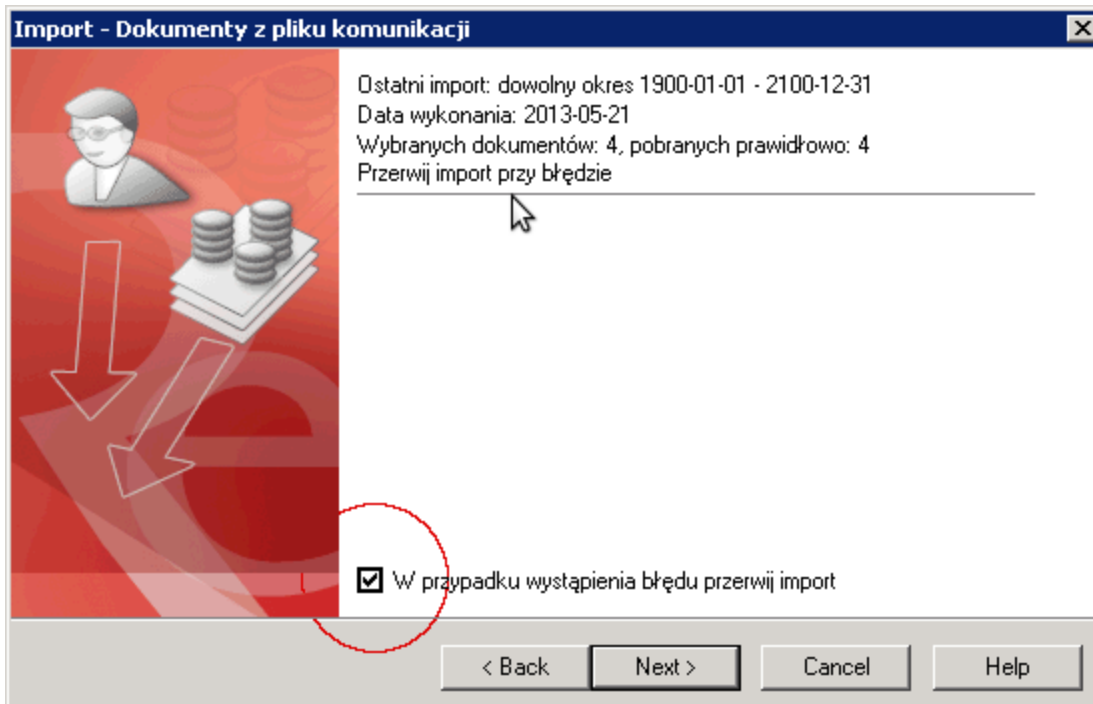 Import - Dokumenty z pliku komunikacji
Ostatni import: dowolny okres 1900-01-01 - 2100-12-31
Data wykonania: 2013-05-21
Wybranych dokumentów: 4, pobranych prawidłowo: 4
Przerwij import przy błędzie
W przypadku wystąpienia błędu przerwij import
< Back Next > Cancel Help